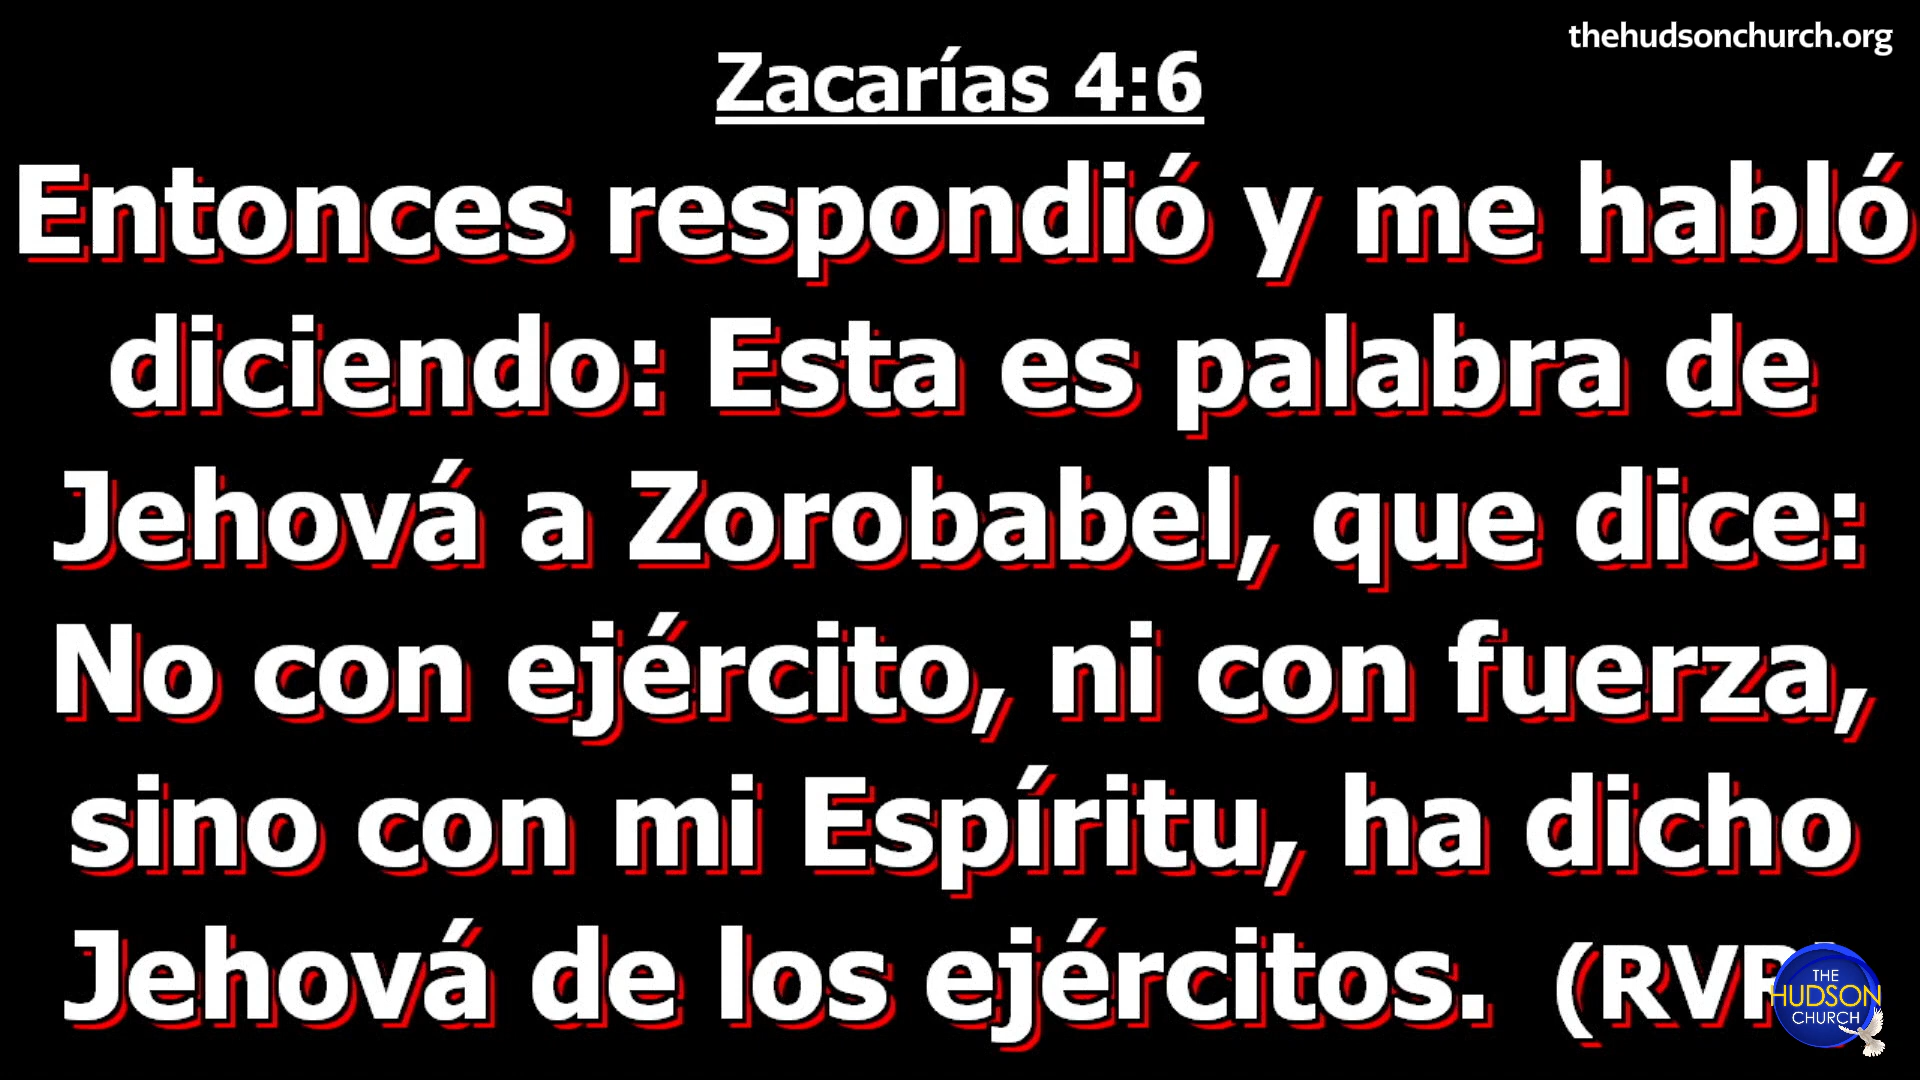 thehudsonchurch.org
Zacarías 4:6
Entonces respondió y me habló
diciendo: Esta es palabra de
Jehová a Zorobabel, que dice:
No con ejército, ni con fuerza,
sino con mi Espíritu, ha dicho
Jehová de los ejércitos. (RVR)
THE
HUDSON
CHURCH